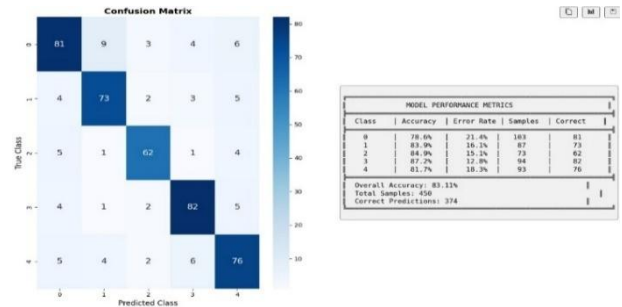 Confusion Matrix
True Class
0 81 9 3 4 6
1 4 73 2 3 5
2 5 1 62 1 4
3 4 1 2 82 5
4 5 4 2 6 76
0 1 2 3 4
Predicted Class
80
70
60
50
40
30
20
10
MODEL PERFORMANCE METRICS
Class | Accuracy | Error Rate | Samples | Correct
0 | 78.6% | 21.4% | 103 | 81
1 | 83.9% | 16.1% | 87 | 73
2 | 84.9% | 15.1% | 73 | 62
3 | 87.2% | 12.8% | 94 | 82
4 | 81.7% | 18.3% | 93 | 76
Overall Accuracy: 83.11%
Total Samples: 450
Correct Predictions: 374